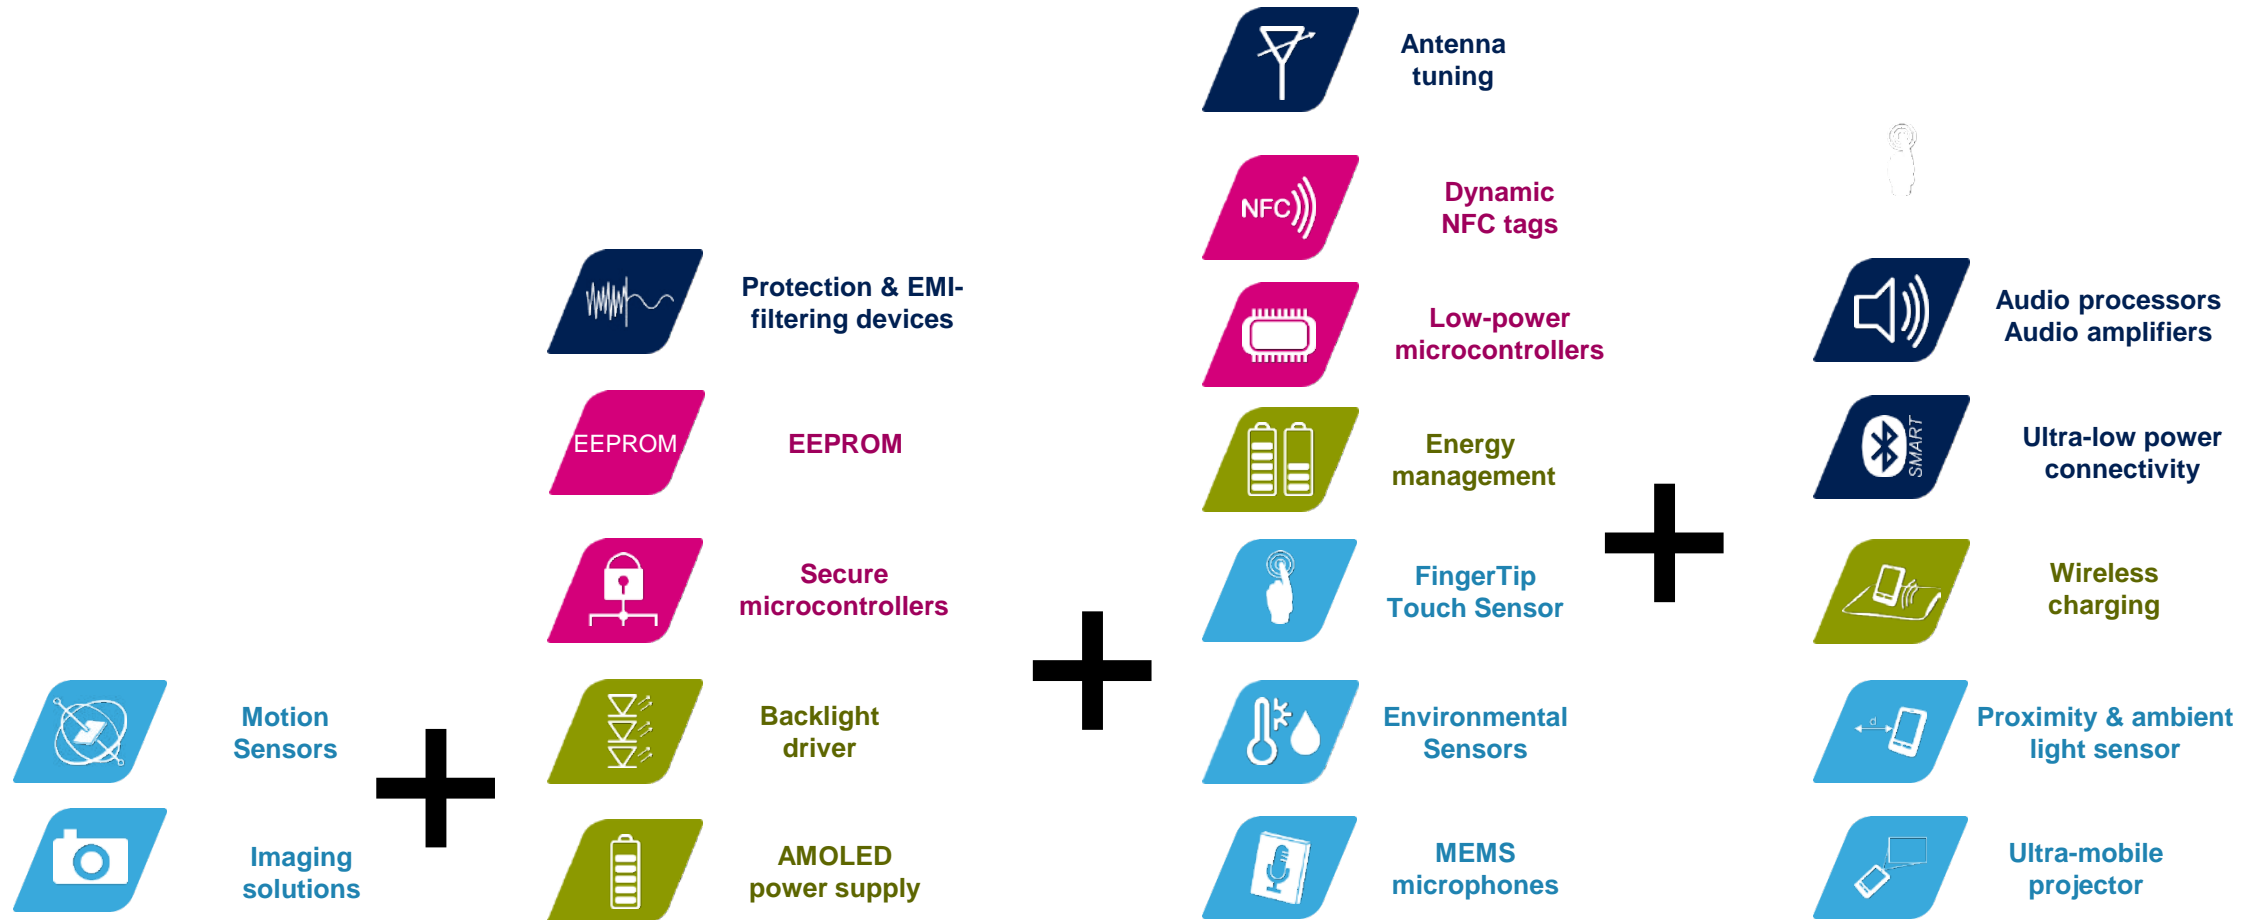 Motion
Sensors
Imaging
solutions
Protection & EMI-
filtering devices
EEPROM
EEPROM
Secure
microcontrollers
Backlight
driver
AMOLED
power supply
Antenna
tuning
NFC
Dynamic
NFC tags
Low-power
microcontrollers
Energy
management
FingerTip
Touch Sensor
Environmental
Sensors
MEMS
microphones
Audio processors
Audio amplifiers
SMART
Ultra-low power
connectivity
Wireless
charging
d
Proximity & ambient
light sensor
Ultra-mobile
projector